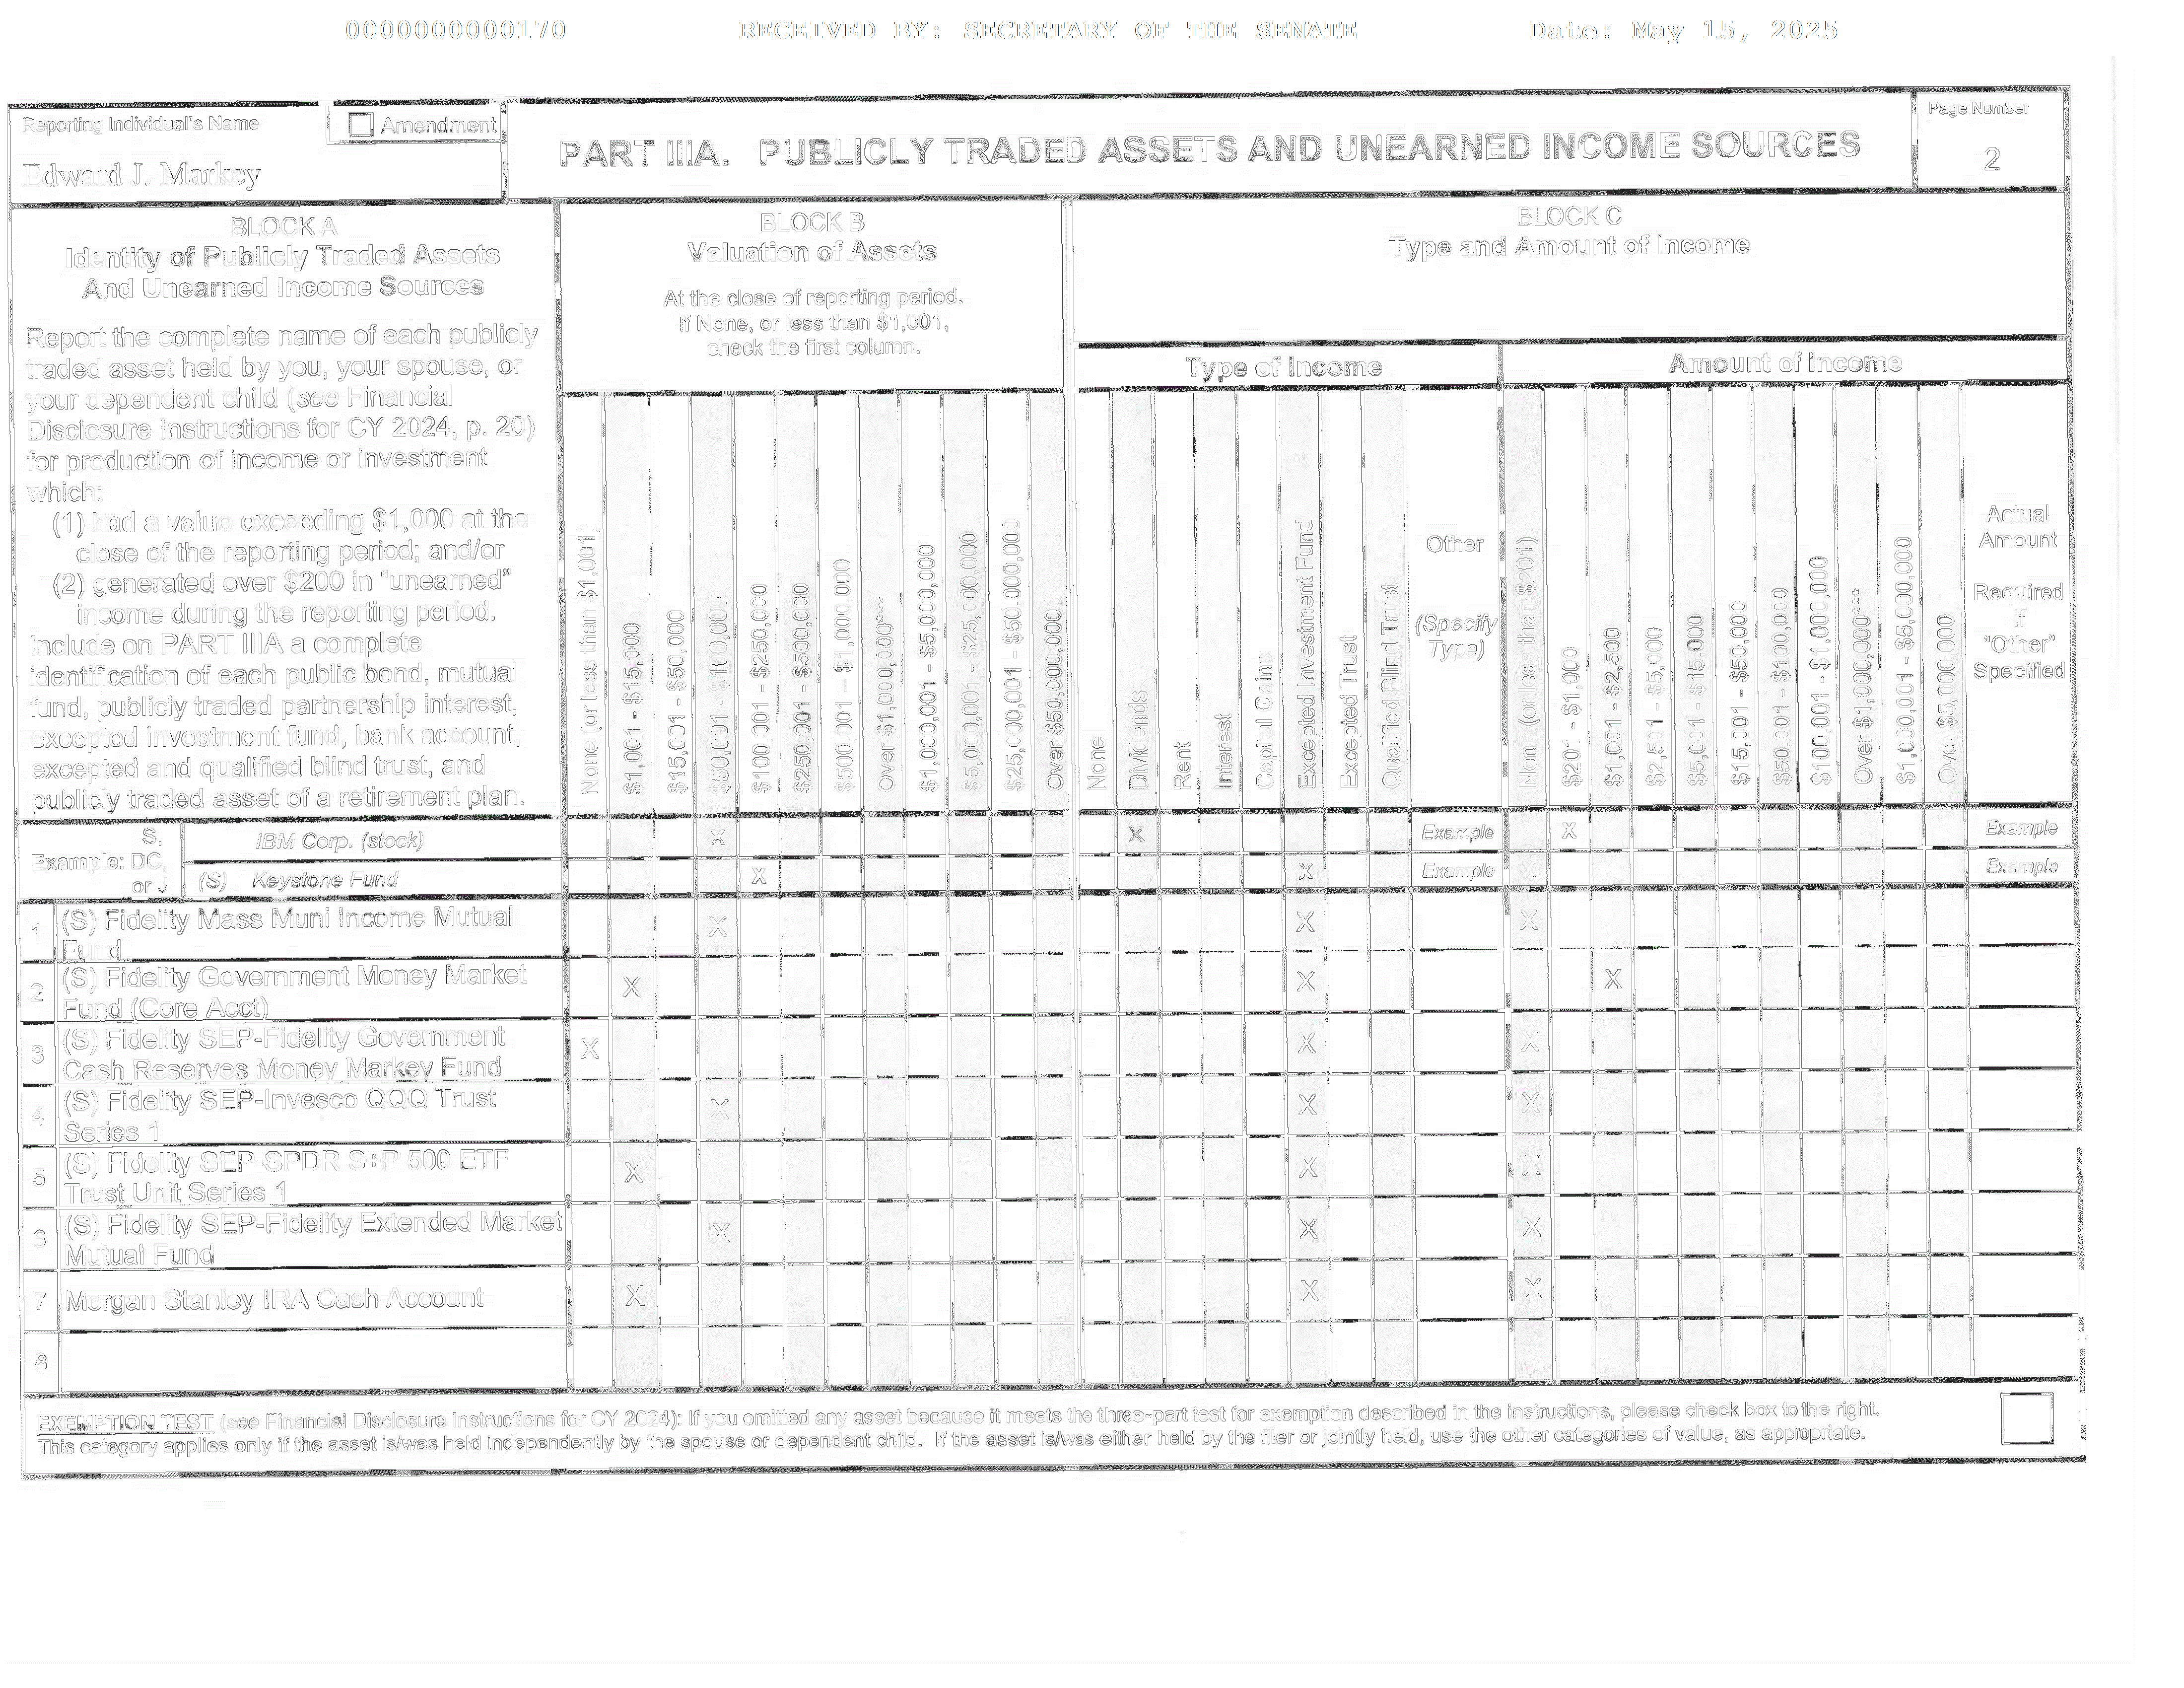 0000000000170 RECEIVED BY: SECRETARY OF THE SENATE Date: May 15, 2025
Reporting Individual's Name
Amendment
Edward J. Markey
PART IIIA. PUBLICLY TRADED ASSETS AND UNEARNED INCOME SOURCES
Page Number
2
BLOCK A
Identity of Publicly Traded Assets
And Unearned Income Sources
Report the complete name of each publicly
traded asset held by you, your spouse, or
your dependent child (see Financial
Disclosure Instructions for CY 2024, p. 20)
for production of income or investment
which:
(1) had a value exceeding $1,000 at the
close of the reporting period; and/or
(2) generated over $200 in "unearned"
income during the reporting period.
Include on PART IIIA a complete
identification of each public bond, mutual
fund, publicly traded partnership interest,
excepted investment fund, bank account,
excepted and qualified blind trust, and
publicly traded asset of a retirement plan.
BLOCK B
Valuation of Assets
At the close of reporting period.
If None, or less than $1,001,
check the first column.
None (or less than $1,001)
$1,001 - $15,000
$15,001 - $50,000
$50,001 - $100,000
$100,001 - $250,000
$250,001 - $500,000
$500,001 - $1,000,000
Over $1,000,000***
$1,000,001 - $5,000,000
$5,000,001 - $25,000,000
$25,000,001 - $50,000,000
Over $50,000,000
BLOCK C
Type and Amount of Income
Type of Income
None
Dividends
Rent
Interest
Capital Gains
Excepted Investment Fund
Excepted Trust
Qualified Blind Trust
Other
(Specify
Type)
Amount of Income
None (or less than $201)
$201 - $1,000
$1,001 - $2,500
$2,501 - $5,000
$5,001 - $15,000
$15,001 - $50,000
$50,001 - $100,000
$100,001 - $1,000,000
Over $1,000,000***
$1,000,001 - $5,000,000
Over $5,000,000
Actual
Amount
Required
if
"Other"
Specified
S,
Example: DC,
or J
IBM Corp. (stock) X X Example X Example
(S) Keystone Fund X X Example X Example
1 (S) Fidelity Mass Muni Income Mutual
Fund X X X
2 (S) Fidelity Government Money Market
Fund (Core Acct) X X X
3 (S) Fidelity SEP-Fidelity Government
Cash Reserves Money Markey Fund X X X
4 (S) Fidelity SEP-Invesco QQQ Trust
Series 1 X X X
5 (S) Fidelity SEP-SPDR S+P 500 ETF
Trust Unit Series 1 X X X
6 (S) Fidelity SEP-Fidelity Extended Market
Mutual Fund X X X
7 Morgan Stanley IRA Cash Account X X X
8
EXEMPTION TEST (see Financial Disclosure Instructions for CY 2024): If you omitted any asset because it meets the three-part test for exemption described in the instructions, please check box to the right.
This category applies only if the asset is/was held independently by the spouse or dependent child. If the asset is/was either held by the filer or jointly held, use the other categories of value, as appropriate.